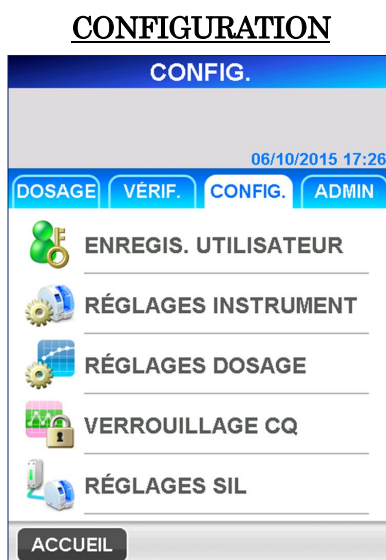 CONFIGURATION
CONFIG.
06/10/2015 17:26
DOSAGE VÉRIF. CONFIG. ADMIN
ENREGIS. UTILISATEUR
RÉGLAGES INSTRUMENT
RÉGLAGES DOSAGE
VERROUILLAGE CQ
RÉGLAGES SIL
ACCUEIL